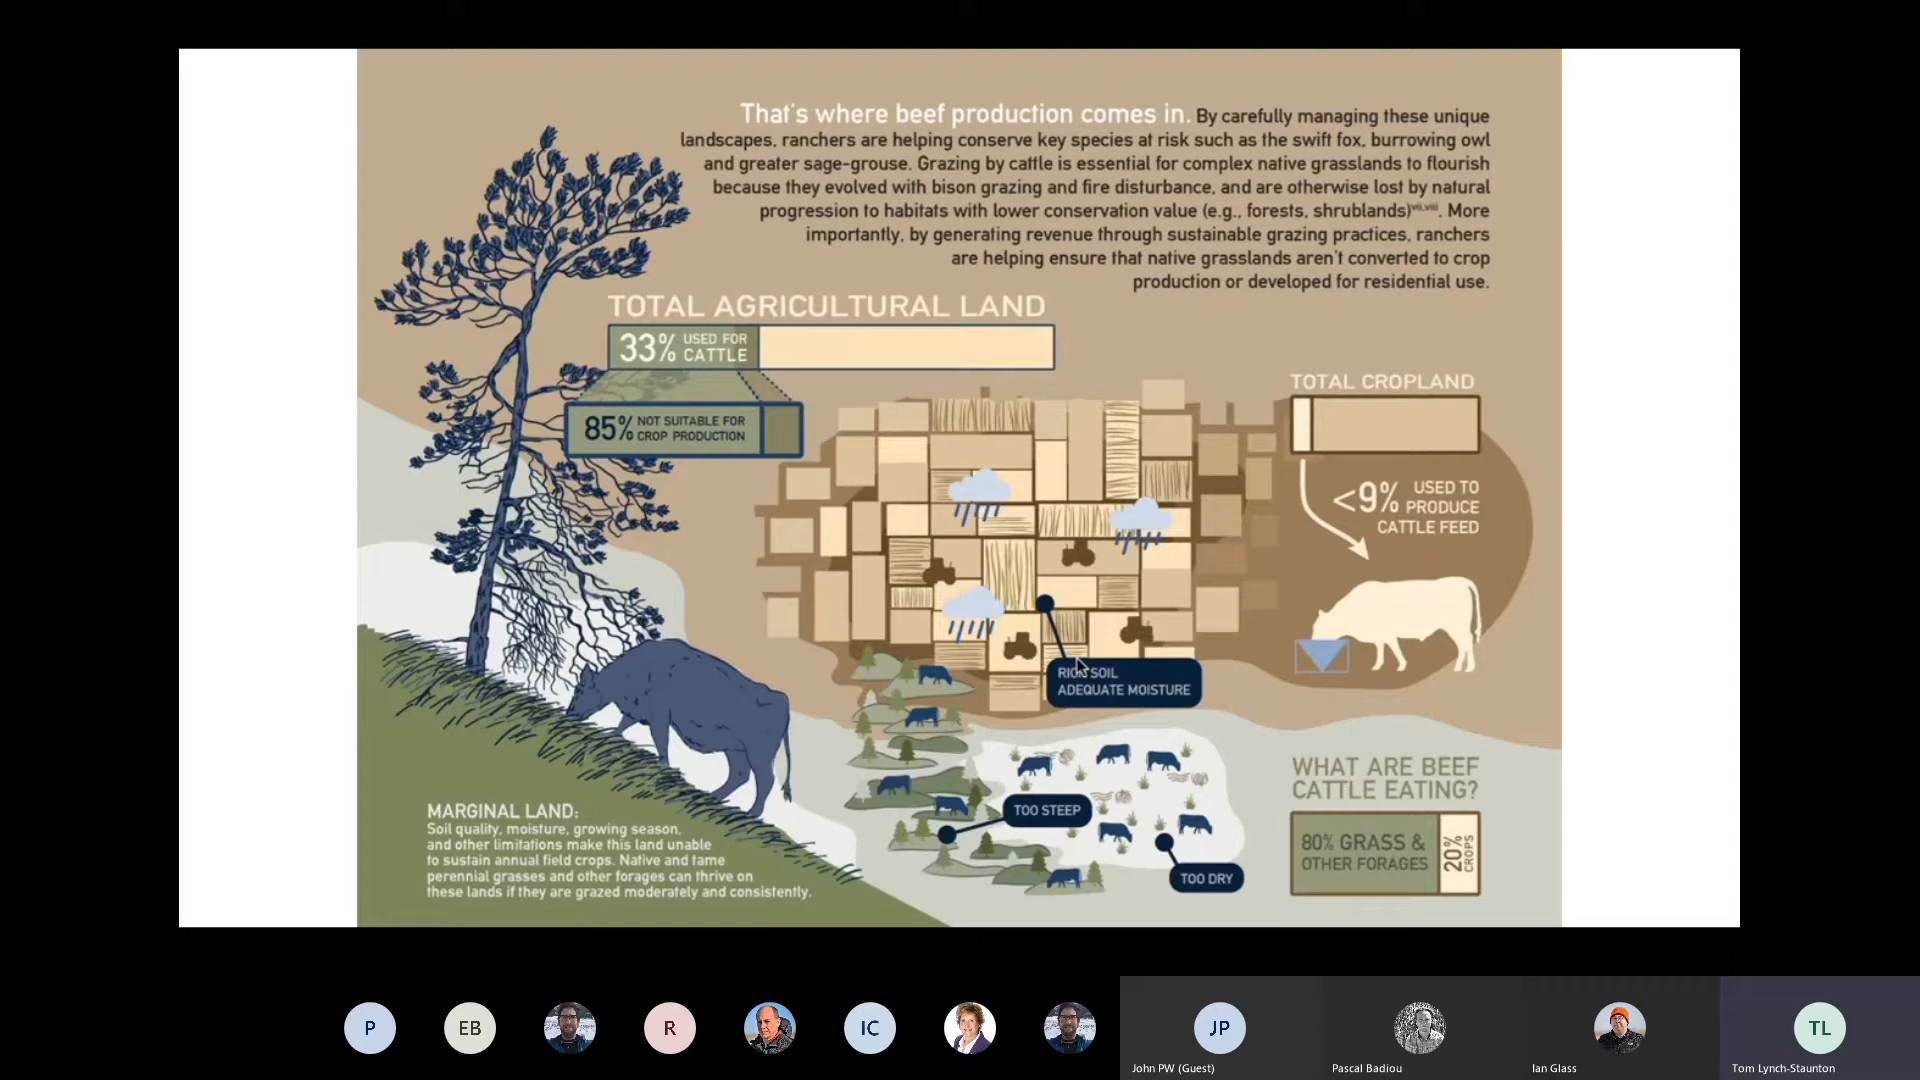 That's where beef production comes in. By carefully managing these unique
landscapes, ranchers are helping conserve key species at risk such as the swift fox, burrowing owl
and greater sage-grouse. Grazing by cattle is essential for complex native grasslands to flourish
because they evolved with bison grazing and fire disturbance, and are otherwise lost by natural
progression to habitats with lower conservation value (e.g., forests, shrublands)vii,viii. More
importantly, by generating revenue through sustainable grazing practices, ranchers
are helping ensure that native grasslands aren't converted to crop
production or developed for residential use.
TOTAL AGRICULTURAL LAND
33% USED FOR
CATTLE
85% NOT SUITABLE FOR
CROP PRODUCTION
TOTAL CROPLAND
<9% USED TO
PRODUCE
CATTLE FEED
RICH SOIL
ADEQUATE MOISTURE
TOO STEEP
TOO DRY
WHAT ARE BEEF
CATTLE EATING?
80% GRASS &
OTHER FORAGES
20%
CROPS
MARGINAL LAND:
Soil quality, moisture, growing season,
and other limitations make this land unable
to sustain annual field crops. Native and tame
perennial grasses and other forages can thrive on
these lands if they are grazed moderately and consistently.
P
EB
R
IC
JP
TL
John PW (Guest)
Pascal Badiou
Ian Glass
Tom Lynch-Staunton